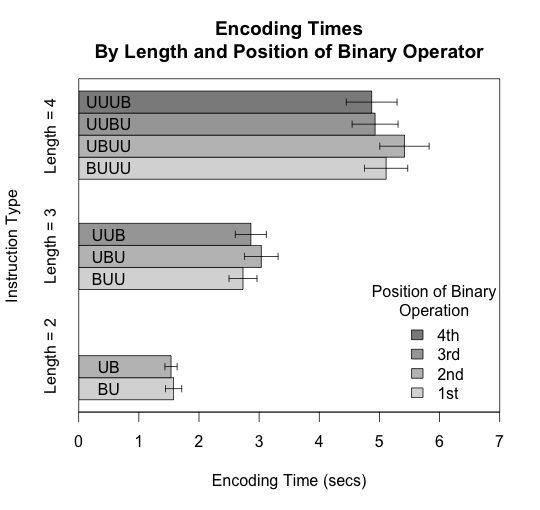 Encoding Times
By Length and Position of Binary Operator
Instruction Type
Length = 4
UUUB
UUBU
UBUU
BUUU
Length = 3
UUB
UBU
BUU
Length = 2
UB
BU
Position of Binary
Operation
4th
3rd
2nd
1st
0 1 2 3 4 5 6 7
Encoding Time (secs)